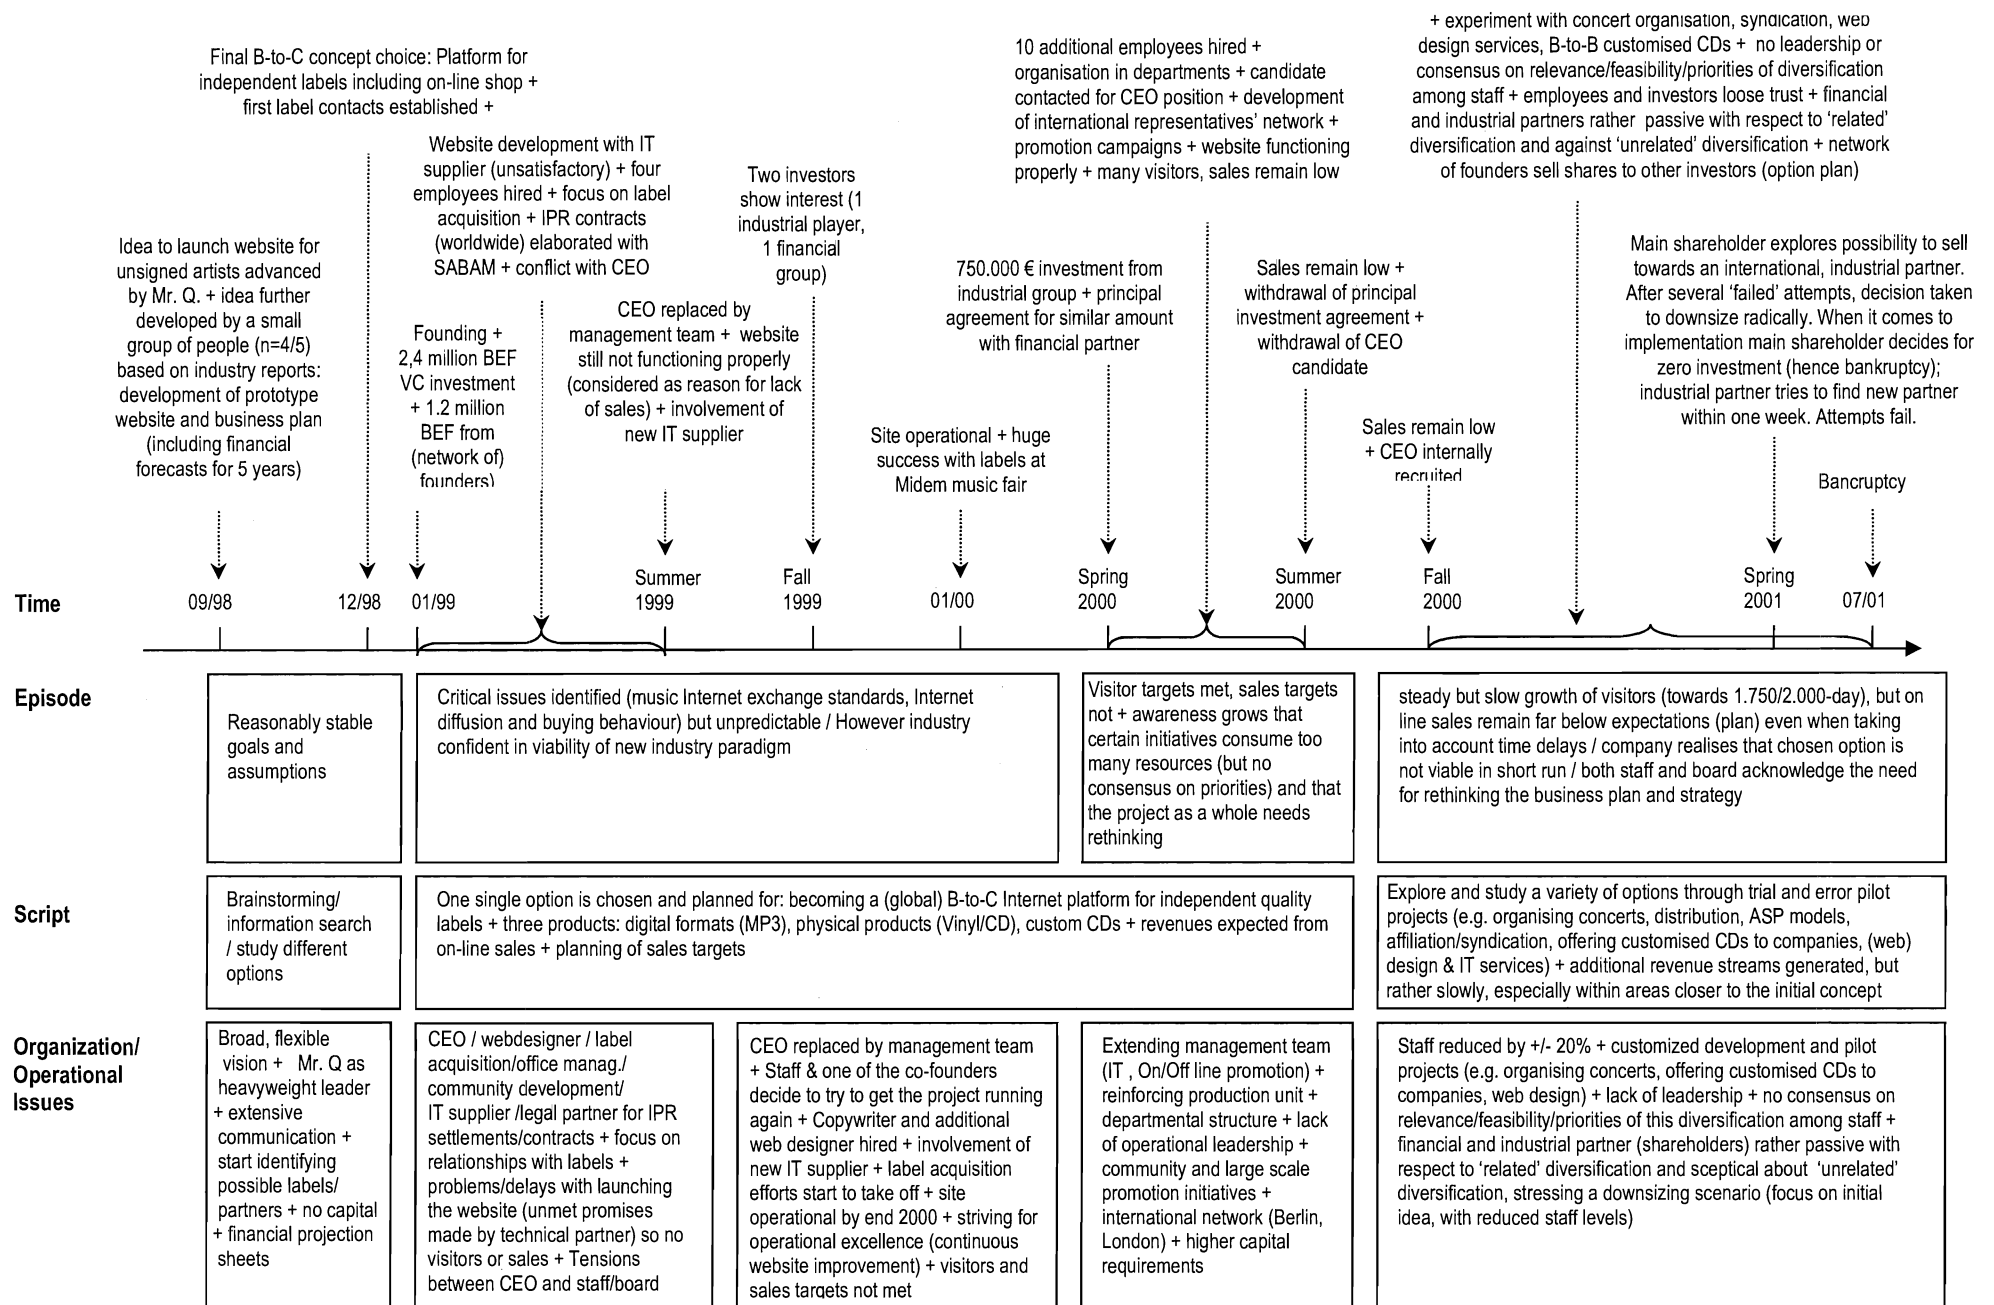 Final B-to-C concept choice: Platform for
independent labels including on-line shop +
first label contacts established +
Website development with IT
supplier (unsatisfactory) + four
employees hired + focus on label
acquisition + IPR contracts
(worldwide) elaborated with
SABAM + conflict with CEO
Two investors
show interest (1
industrial player,
1 financial
group)
10 additional employees hired +
organisation in departments + candidate
contacted for CEO position + development
of international representatives' network +
promotion campaigns + website functioning
properly + many visitors, sales remain low
+ experiment with concert organisation, syndication, web
design services, B-to-B customised CDs + no leadership or
consensus on relevance/feasibility/priorities of diversification
among staff + employees and investors loose trust + financial
and industrial partners rather passive with respect to 'related'
diversification and against 'unrelated' diversification + network
of founders sell shares to other investors (option plan)
Idea to launch website for
unsigned artists advanced
by Mr. Q. + idea further
developed by a small
group of people (n=4/5)
based on industry reports:
development of prototype
website and business plan
(including financial
forecasts for 5 years)
Founding +
2,4 million BEF
VC investment
+ 1.2 million
BEF from
(network of)
founders)
CEO replaced by
management team + website
still not functioning properly
(considered as reason for lack
of sales) + involvement of
new IT supplier
Site operational + huge
success with labels at
Midem music fair
750.000 € investment from
industrial group + principal
agreement for similar amount
with financial partner
Sales remain low +
withdrawal of principal
investment agreement +
withdrawal of CEO
candidate
Sales remain low
+ CEO internally
recruited
Main shareholder explores possibility to sell
towards an international, industrial partner.
After several 'failed' attempts, decision taken
to downsize radically. When it comes to
implementation main shareholder decides for
zero investment (hence bankruptcy);
industrial partner tries to find new partner
within one week. Attempts fail.
Bancruptcy
Time
09/98
12/98
01/99
Summer
1999
Fall
1999
01/00
Spring
2000
Summer
2000
Fall
2000
Spring
2001
07/01
Episode
Reasonably stable
goals and
assumptions
Critical issues identified (music Internet exchange standards, Internet
diffusion and buying behaviour) but unpredictable / However industry
confident in viability of new industry paradigm
Visitor targets met, sales targets
not + awareness grows that
certain initiatives consume too
many resources (but no
consensus on priorities) and that
the project as a whole needs
rethinking
steady but slow growth of visitors (towards 1.750/2.000-day), but on
line sales remain far below expectations (plan) even when taking
into account time delays / company realises that chosen option is
not viable in short run / both staff and board acknowledge the need
for rethinking the business plan and strategy
Script
Brainstorming/
information search
/ study different
options
One single option is chosen and planned for: becoming a (global) B-to-C Internet platform for independent quality
labels + three products: digital formats (MP3), physical products (Vinyl/CD), custom CDs + revenues expected from
on-line sales + planning of sales targets
Explore and study a variety of options through trial and error pilot
projects (e.g. organising concerts, distribution, ASP models,
affiliation/syndication, offering customised CDs to companies, (web)
design & IT services) + additional revenue streams generated, but
rather slowly, especially within areas closer to the initial concept
Organization/
Operational
Issues
Broad, flexible
vision + Mr. Q as
heavyweight leader
+ extensive
communication +
start identifying
possible labels/
partners + no capital
+ financial projection
sheets
CEO / webdesigner / label
acquisition/office manag./
community development/
IT supplier /legal partner for IPR
settlements/contracts + focus on
relationships with labels +
problems/delays with launching
the website (unmet promises
made by technical partner) so no
visitors or sales + Tensions
between CEO and staff/board
CEO replaced by management team
+ Staff & one of the co-founders
decide to try to get the project running
again + Copywriter and additional
web designer hired + involvement of
new IT supplier + label acquisition
efforts start to take off + site
operational by end 2000 + striving for
operational excellence (continuous
website improvement) + visitors and
sales targets not met
Extending management team
(IT , On/Off line promotion) +
reinforcing production unit +
departmental structure + lack
of operational leadership +
community and large scale
promotion initiatives +
international network (Berlin,
London) + higher capital
requirements
Staff reduced by +/- 20% + customized development and pilot
projects (e.g. organising concerts, offering customised CDs to
companies, web design) + lack of leadership + no consensus on
relevance/feasibility/priorities of this diversification among staff +
financial and industrial partner (shareholders) rather passive with
respect to 'related' diversification and sceptical about 'unrelated'
diversification, stressing a downsizing scenario (focus on initial
idea, with reduced staff levels)